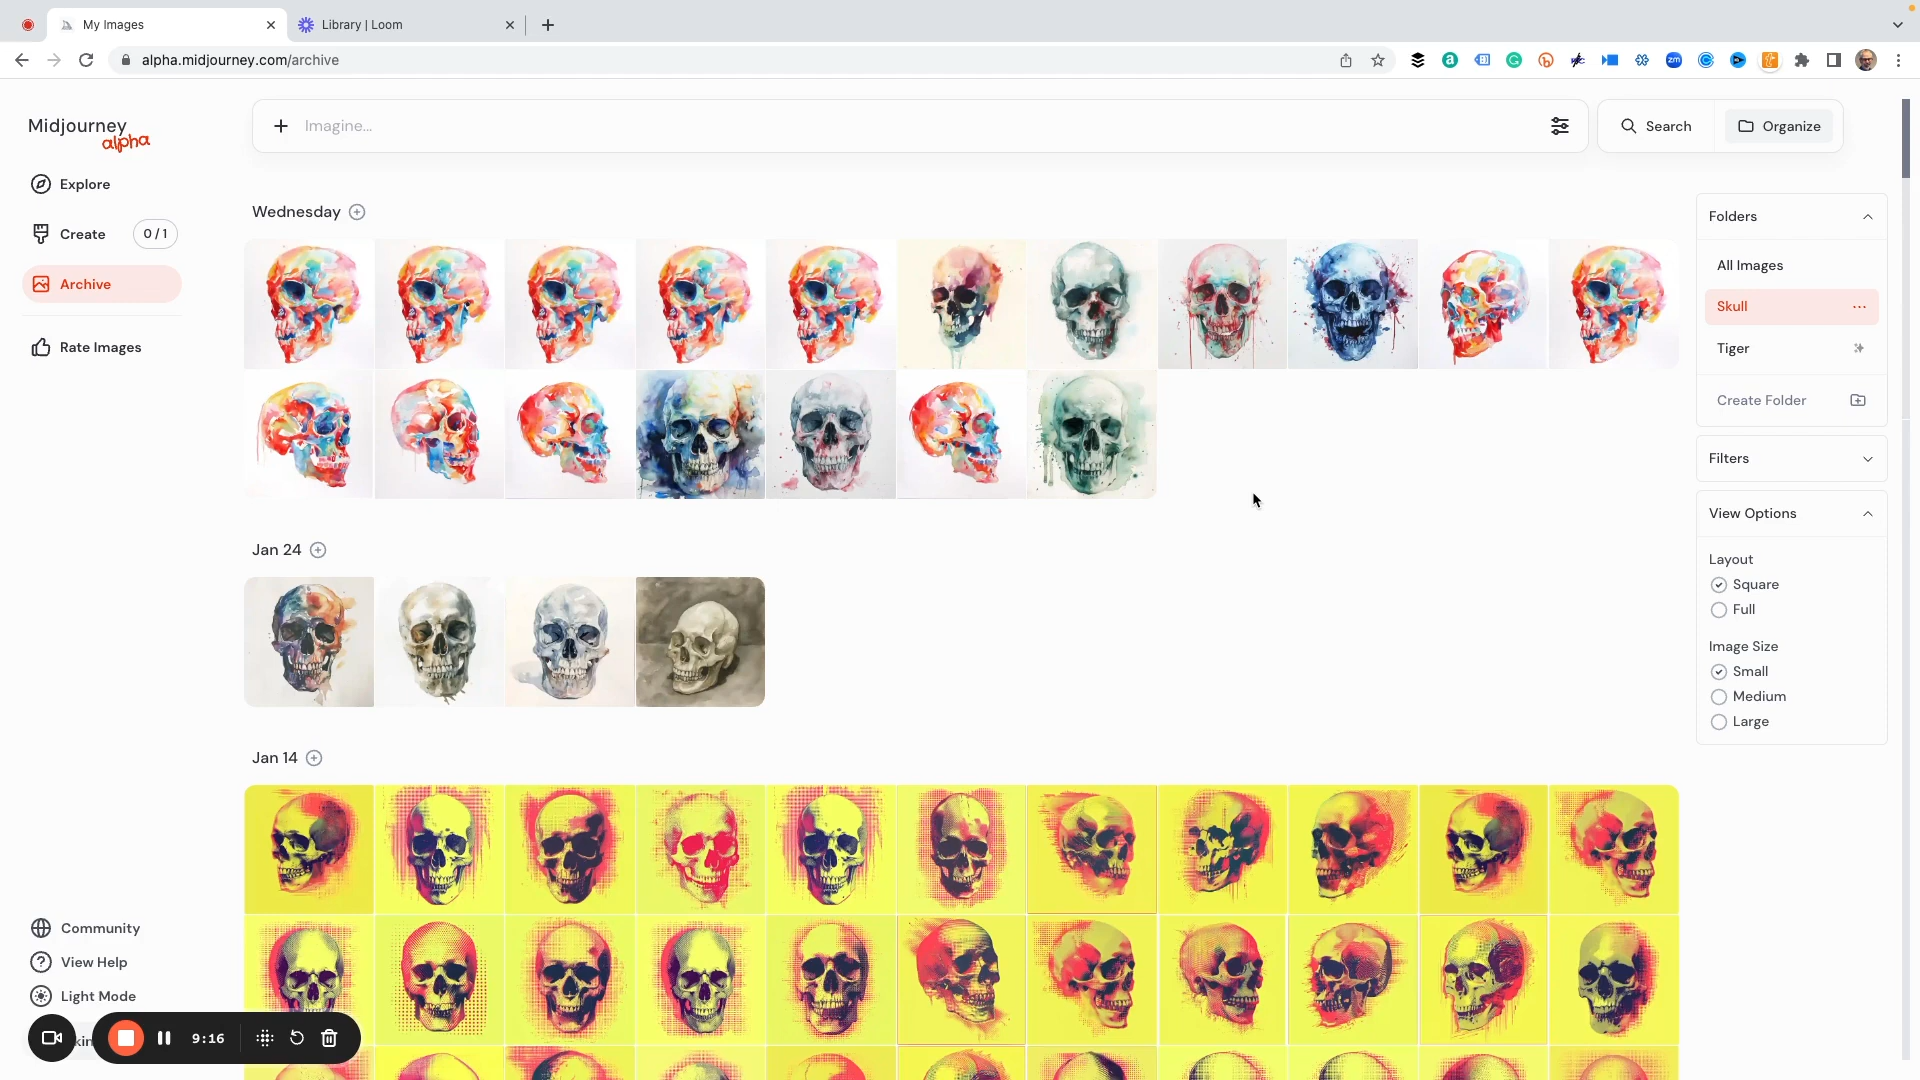 My Images
Library | Loom
alpha.midjourney.com/archive
Midjourney
alpha
Imagine...
Search
Organize
Explore
Create
0 / 1
Archive
Rate Images
Wednesday
Jan 24
Jan 14
Folders
All Images
Skull
Tiger
Create Folder
Filters
View Options
Layout
Square
Full
Image Size
Small
Medium
Large
Community
View Help
Light Mode
9:16